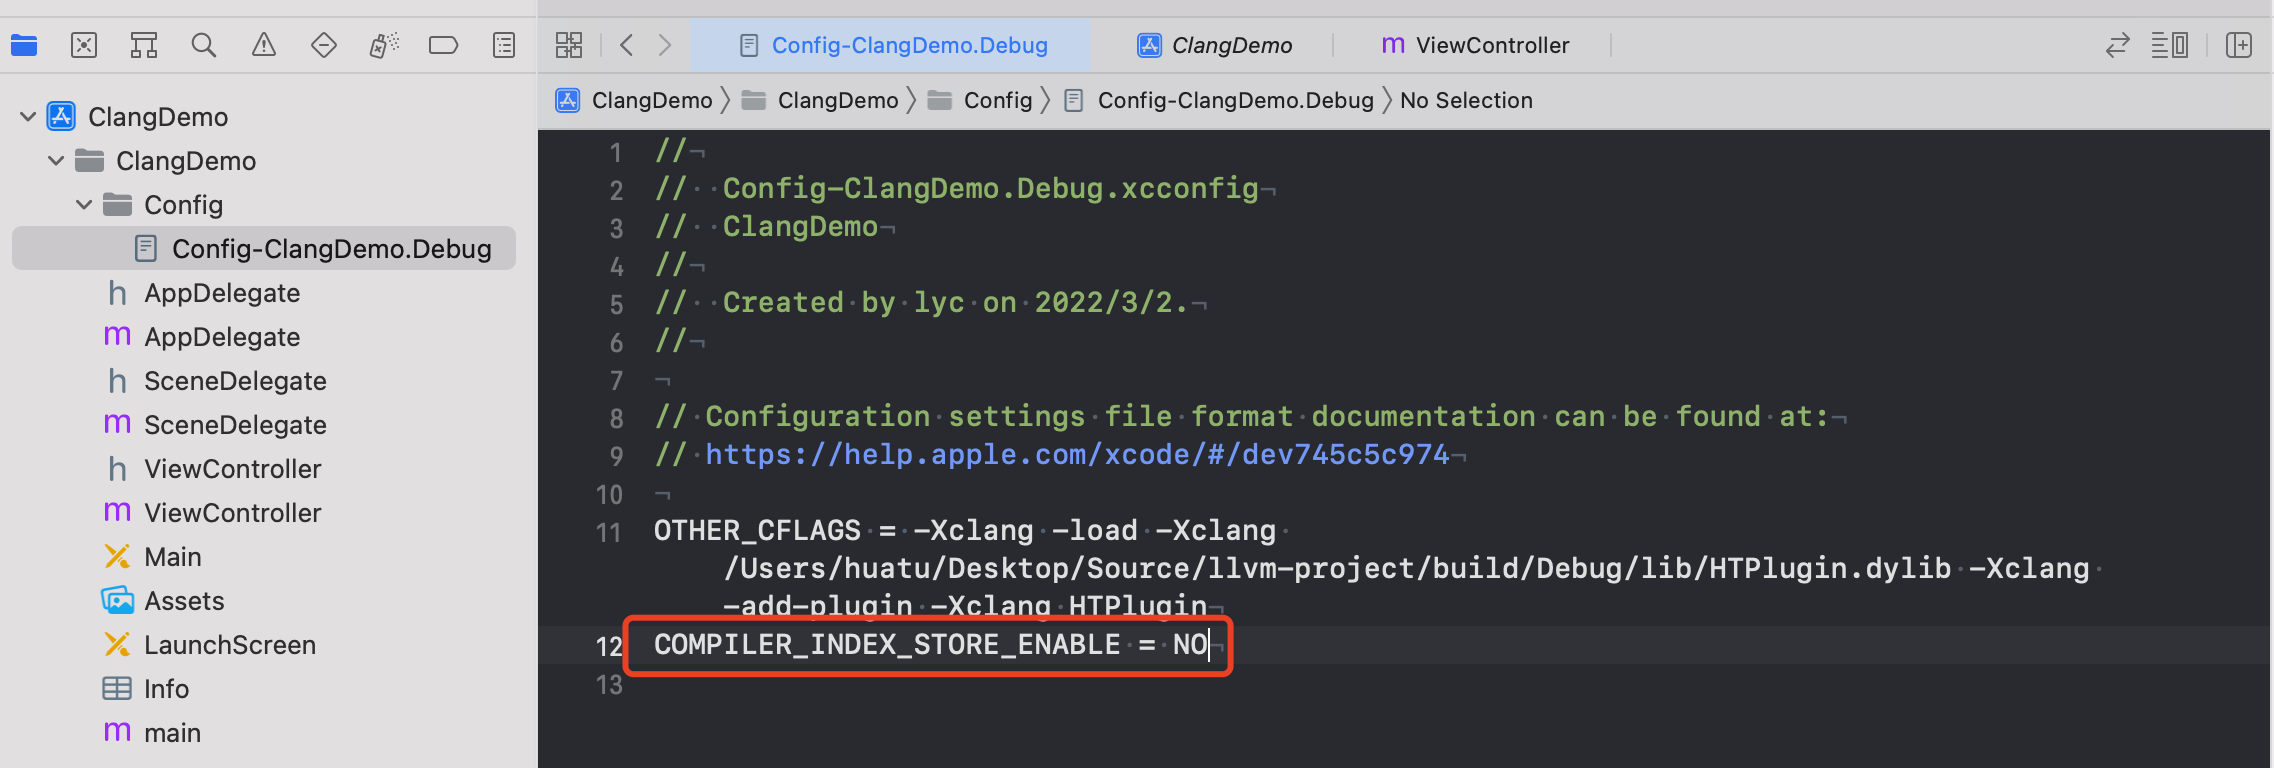 Config-ClangDemo.Debug
ClangDemo
ViewController
ClangDemo
ClangDemo
Config
Config-ClangDemo.Debug
AppDelegate
AppDelegate
SceneDelegate
SceneDelegate
ViewController
ViewController
Main
Assets
LaunchScreen
Info
main
ClangDemo 〉 ClangDemo 〉 Config 〉 Config-ClangDemo.Debug 〉 No Selection
1 //
2 //  Config-ClangDemo.Debug.xcconfig
3 //  ClangDemo
4 //
5 //  Created by lyc on 2022/3/2.
6 //
7
8 // Configuration settings file format documentation can be found at:
9 // https://help.apple.com/xcode/#/dev745c5c974
10
11 OTHER_CFLAGS = -Xclang -load -Xclang
/Users/huatu/Desktop/Source/llvm-project/build/Debug/lib/HTPlugin.dylib -Xclang
-add-plugin -Xclang HTPlugin
12 COMPILER_INDEX_STORE_ENABLE = NO
13